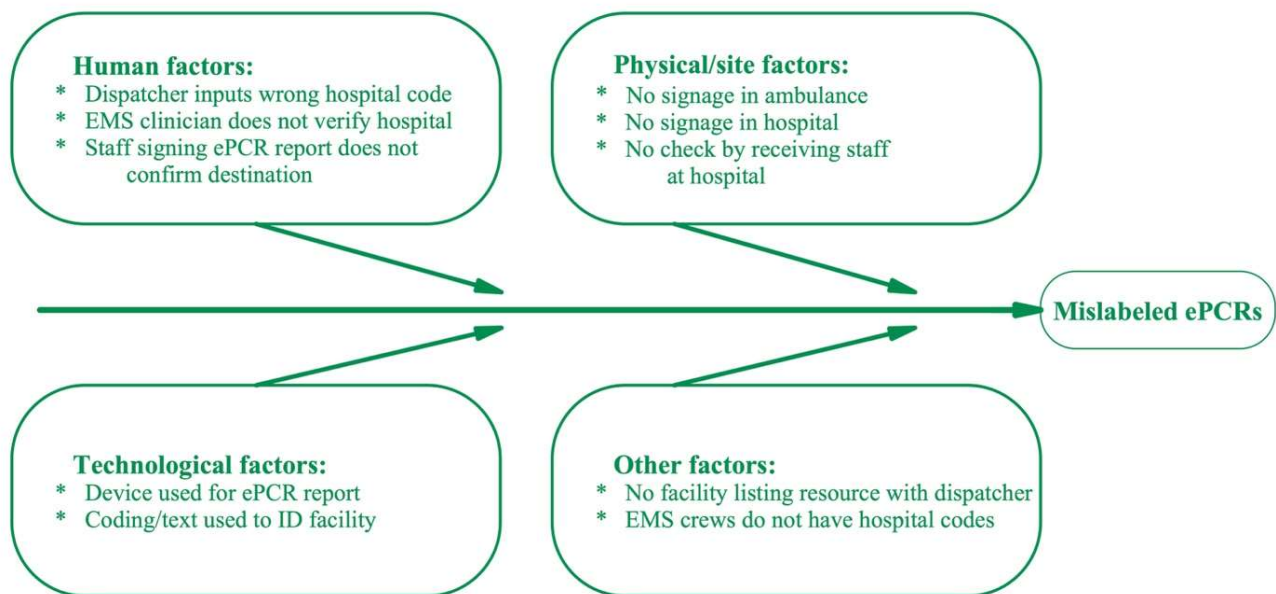 Human factors:
* Dispatcher inputs wrong hospital code
* EMS clinician does not verify hospital
* Staff signing ePCR report does not
confirm destination
Physical/site factors:
* No signage in ambulance
* No signage in hospital
* No check by receiving staff
at hospital
Mislabeled ePCRs
Technological factors:
* Device used for ePCR report
* Coding/text used to ID facility
Other factors:
* No facility listing resource with dispatcher
* EMS crews do not have hospital codes